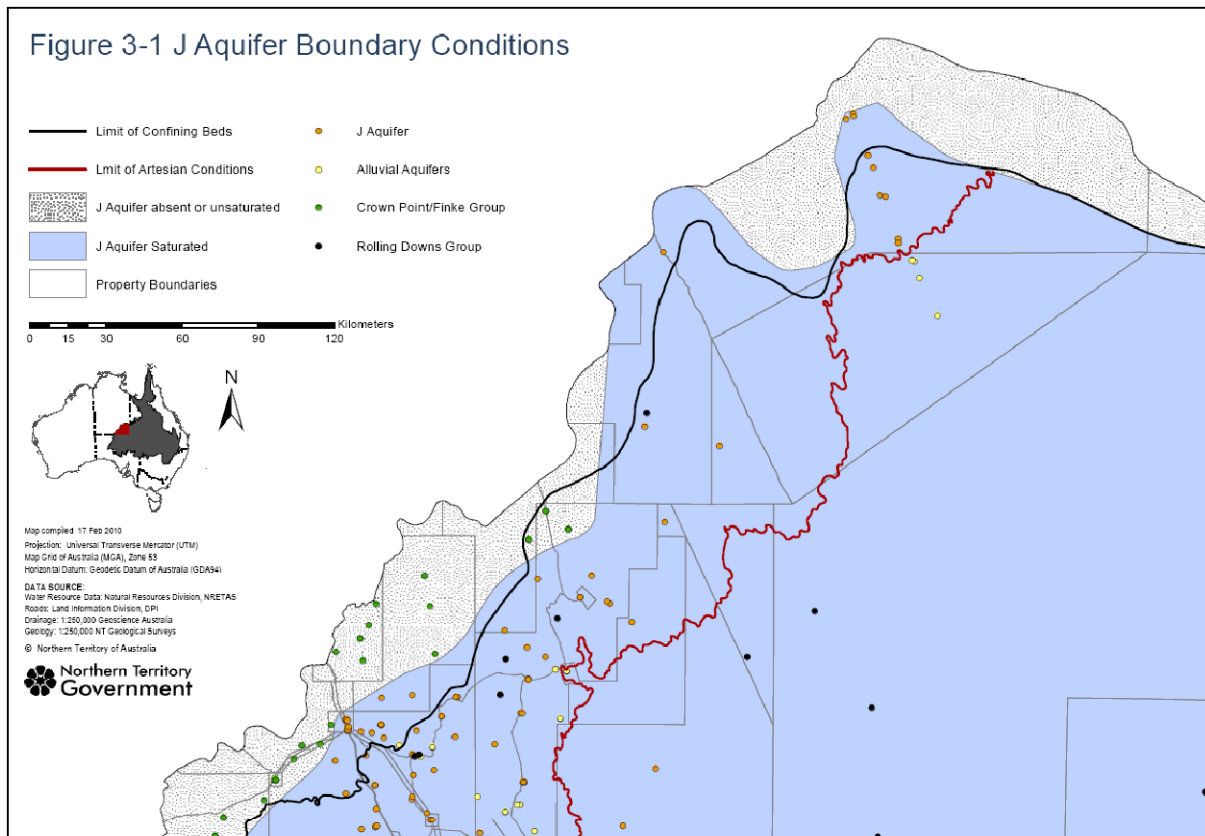 Figure 3-1 J Aquifer Boundary Conditions
Limit of Confining Beds
Lmit of Artesian Conditions
J Aquifer absent or unsaturated
J Aquifer Saturated
Property Boundaries
J Aquifer
Alluvial Aquifers
Crown Point/Finke Group
Rolling Downs Group
Kilometers
0 15 30 60 90 120
N
Map compiled 17 Feb 2010
Projection: Universal Transverse Mercator (UTM)
Map Grid of Australia (MGA), Zone 53
Horizontal Datum: Geodetic Datum of Australia (GDA94)
DATA SOURCE:
Water Resource Data: Natural Resources Division, NRETAS
Roads: Land Information Division, DPI
Drainage: 1:250,000 Geoscience Australia
Geology: 1:250,000 NT Geological Surveys
© Northern Territory of Australia
Northern Territory
Government